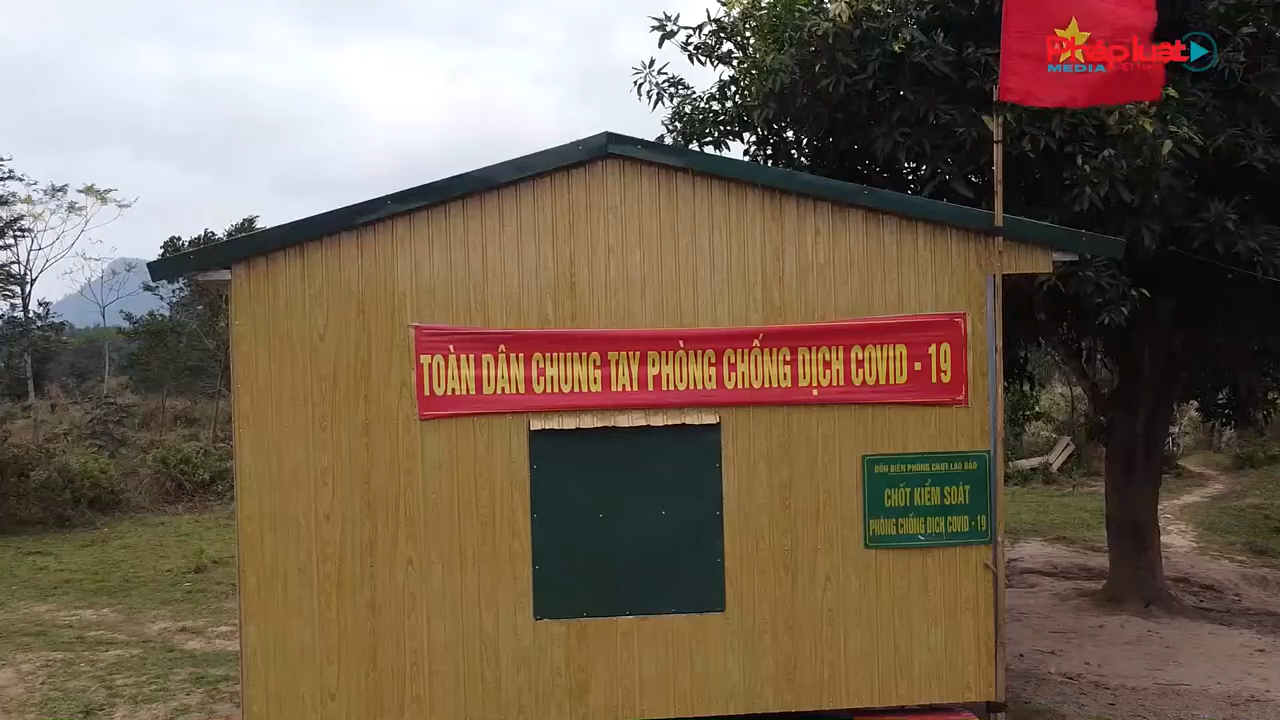 Pháp luật
MEDIA
TOÀN DÂN CHUNG TAY PHÒNG CHỐNG DỊCH COVID - 19
ĐỒN BIÊN PHÒNG CKQT LAO BẢO
CHỐT KIỂM SOÁT
PHÒNG CHỐNG DỊCH COVID - 19